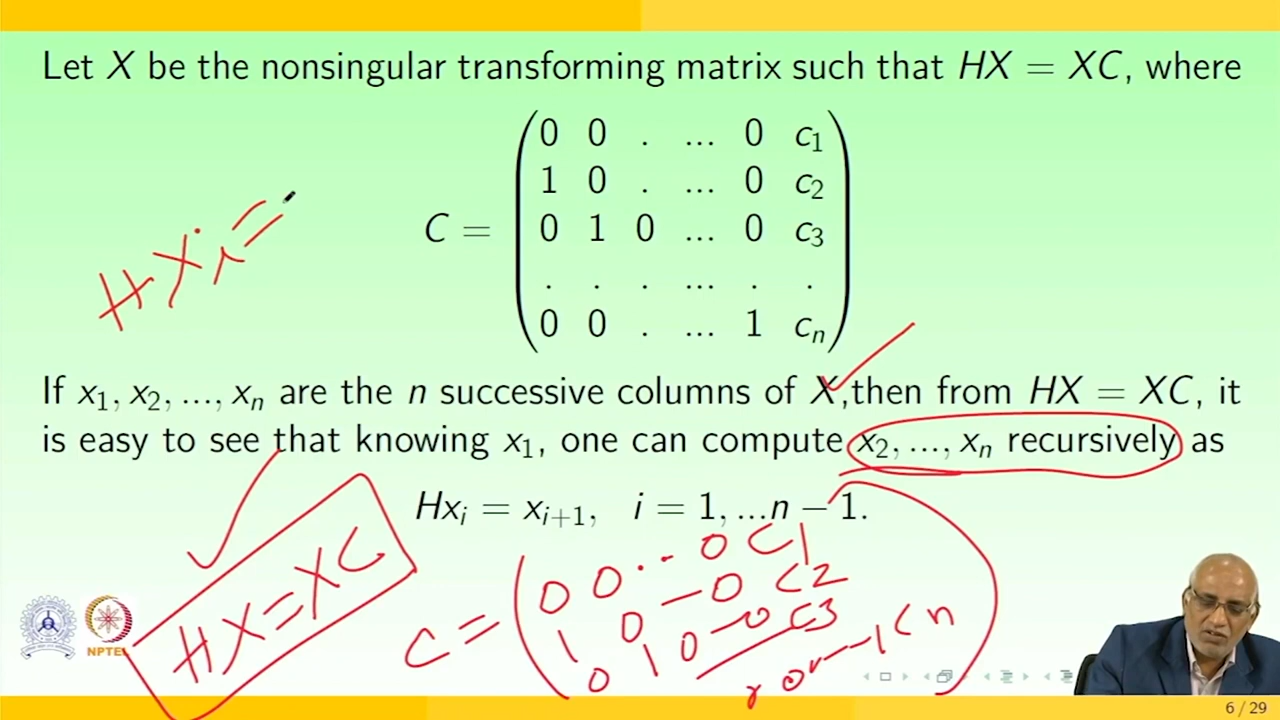 Let X be the nonsingular transforming matrix such that HX = XC, where
0 0 . ... 0 c₁
1 0 . ... 0 c₂
C = 0 1 0 ... 0 c₃
. . . ... . .
0 0 . ... 1 cₙ
HXi =
If x₁, x₂, ..., xₙ are the n successive columns of X,then from HX = XC, it
is easy to see that knowing x₁, one can compute x₂, ..., xₙ recursively as
Hxᵢ = xᵢ₊₁, i = 1, ...n − 1.
HX=XC
C =
0 0 .. 0 C1
1 0 — 0 C2
0 1 0 — 0 C3
NPTEL
6 / 29